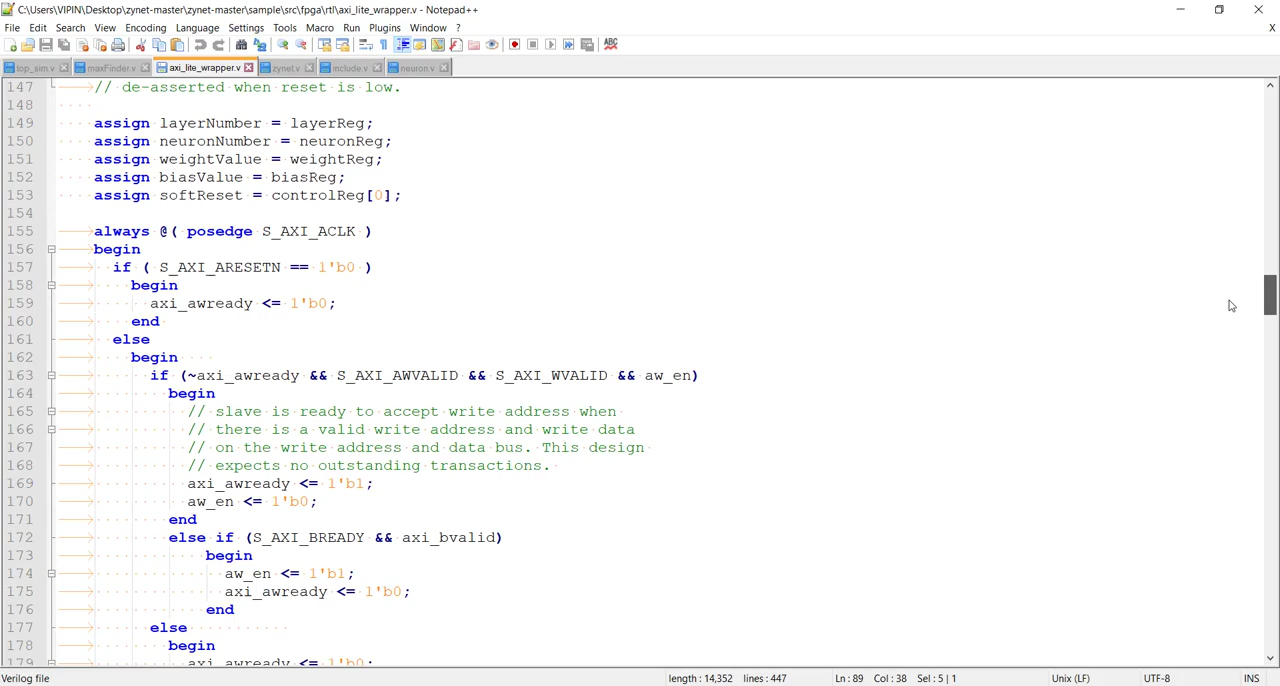 C:\Users\VIPIN\Desktop\zynet-master\zynet-master\sample\src\fpga\rtl\axi_lite_wrapper.v - Notepad++
File Edit Search View Encoding Language Settings Tools Macro Run Plugins Window ? X
top_sim.v maxFinder.v axi_lite_wrapper.v zynet.v include.v neuron.v
147 // de-asserted when reset is low.
148
149 assign layerNumber = layerReg;
150 assign neuronNumber = neuronReg;
151 assign weightValue = weightReg;
152 assign biasValue = biasReg;
153 assign softReset = controlReg[0];
154
155 always @( posedge S_AXI_ACLK )
156 begin
157 if ( S_AXI_ARESETN == 1'b0 )
158 begin
159 axi_awready <= 1'b0;
160 end
161 else
162 begin
163 if (~axi_awready && S_AXI_AWVALID && S_AXI_WVALID && aw_en)
164 begin
165 // slave is ready to accept write address when
166 // there is a valid write address and write data
167 // on the write address and data bus. This design
168 // expects no outstanding transactions.
169 axi_awready <= 1'b1;
170 aw_en <= 1'b0;
171 end
172 else if (S_AXI_BREADY && axi_bvalid)
173 begin
174 aw_en <= 1'b1;
175 axi_awready <= 1'b0;
176 end
177 else
178 begin
179 axi_awready <= 1'b0;
Verilog file length : 14,352 lines : 447 Ln : 89 Col : 38 Sel : 5 | 1 Unix (LF) UTF-8 INS